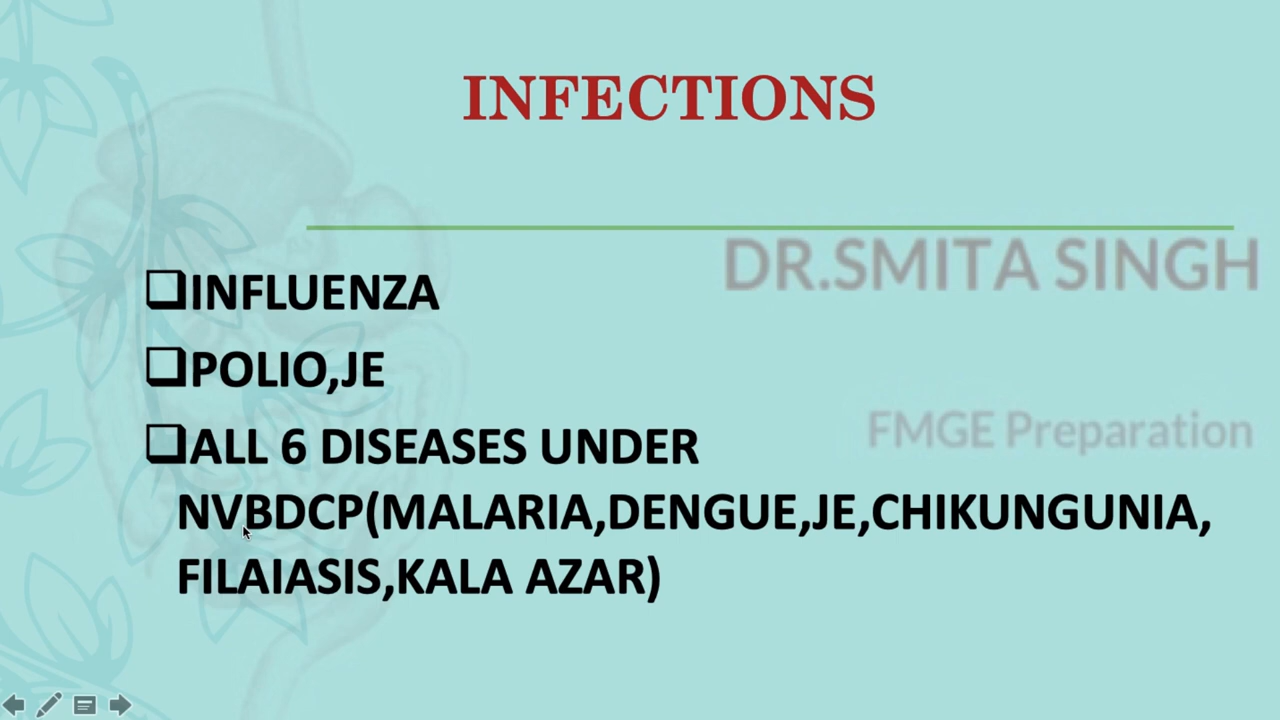 INFECTIONS
DR.SMITA SINGH
❑INFLUENZA
❑POLIO,JE
FMGE Preparation
❑ALL 6 DISEASES UNDER
NVBDCP(MALARIA,DENGUE,JE,CHIKUNGUNIA,
FILAIASIS,KALA AZAR)